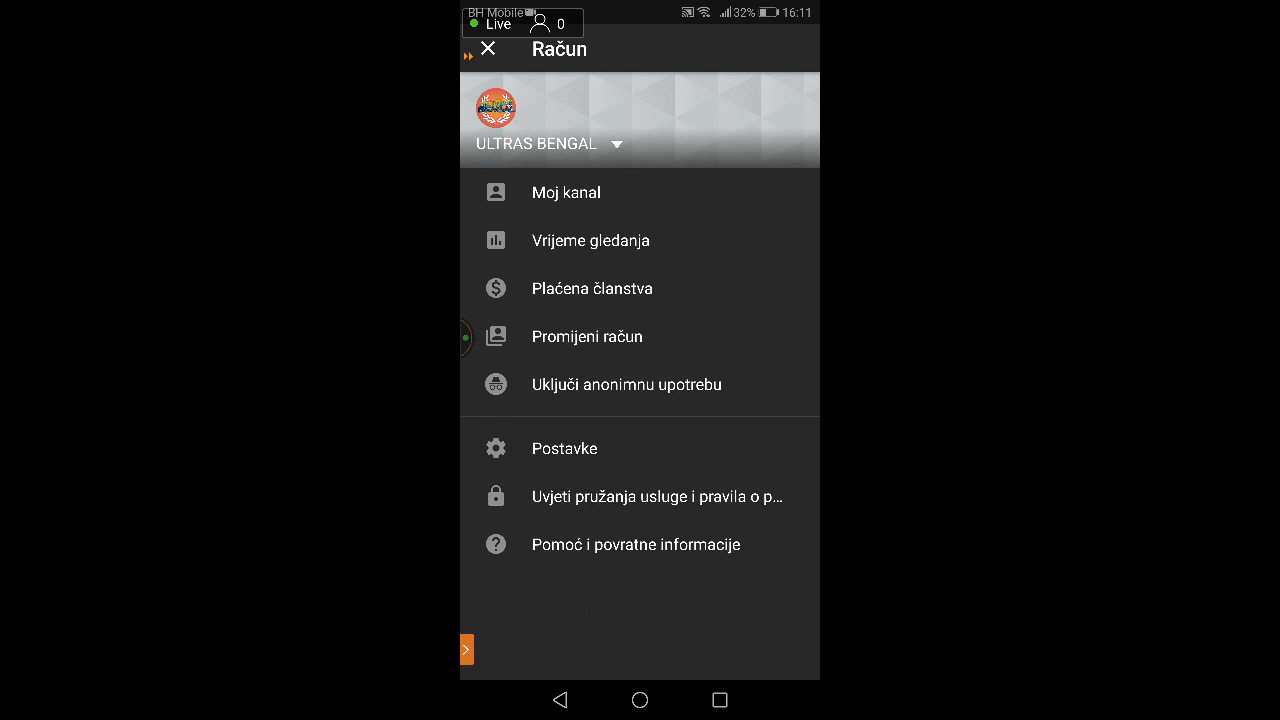 BH Mobile
32% 16:11
Live 0
Račun
ULTRAS BENGAL
Moj kanal
Vrijeme gledanja
Plaćena članstva
Promijeni račun
Uključi anonimnu upotrebu
Postavke
Uvjeti pružanja usluge i pravila o p...
Pomoć i povratne informacije